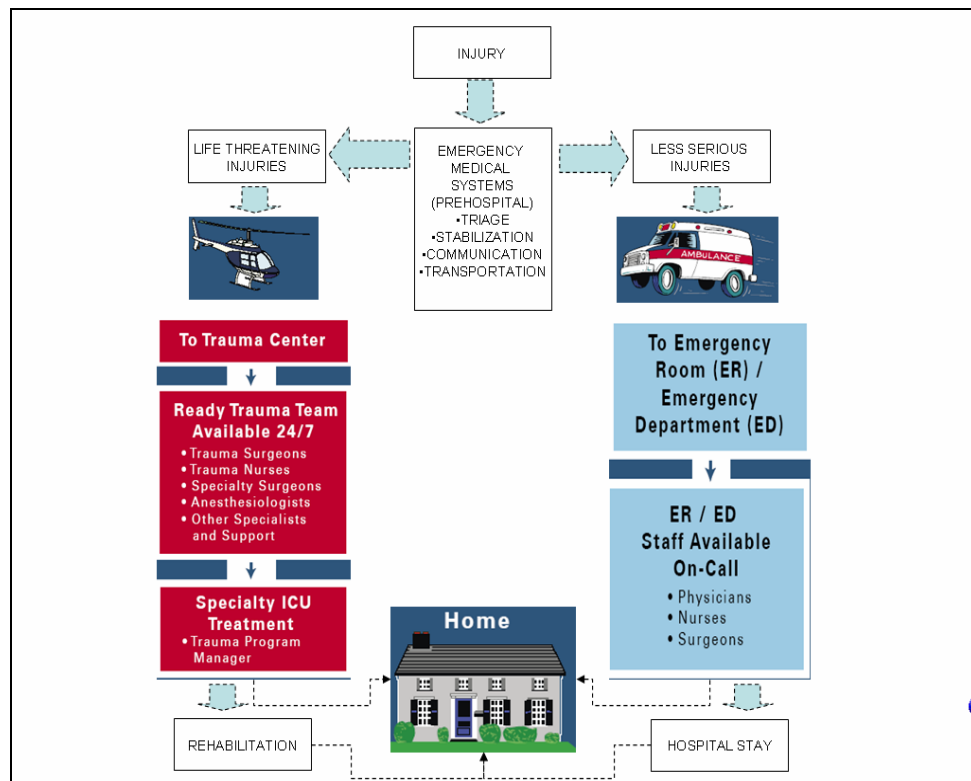 INJURY
LIFE THREATENING
INJURIES
EMERGENCY
MEDICAL
SYSTEMS
(PREHOSPITAL)
•TRIAGE
•STABILIZATION
•COMMUNICATION
•TRANSPORTATION
LESS SERIOUS
INJURIES
AMBULANCE
To Trauma Center
Ready Trauma Team
Available 24/7
• Trauma Surgeons
• Trauma Nurses
• Specialty Surgeons
• Anesthesiologists
• Other Specialists
and Support
Specialty ICU
Treatment
• Trauma Program
Manager
REHABILITATION
Home
To Emergency
Room (ER) /
Emergency
Department (ED)
ER / ED
Staff Available
On-Call
• Physicians
• Nurses
• Surgeons
HOSPITAL STAY